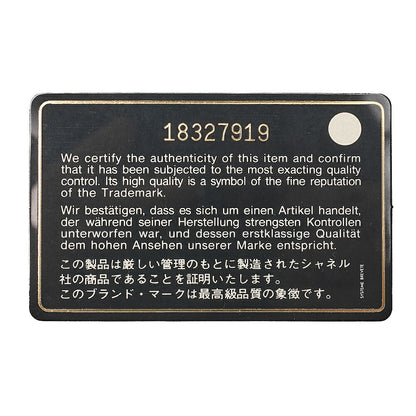 18327919
We certify the authenticity of this item and confirm
that it has been subjected to the most exacting quality
control. Its high quality is a symbol of the fine reputation
of the Trademark.
Wir bestätigen, dass es sich um einen Artikel handelt,
der während seiner Herstellung strengsten Kontrollen
unterworfen war, und dessen erstklassige Qualität
dem hohen Ansehen unserer Marke entspricht.
この製品は厳しい管理のもとに製造されたシャネル
社の商品であることを証明いたします。
このブランド・マークは最高級品質の象徴です。
SYSTEME BREVETE